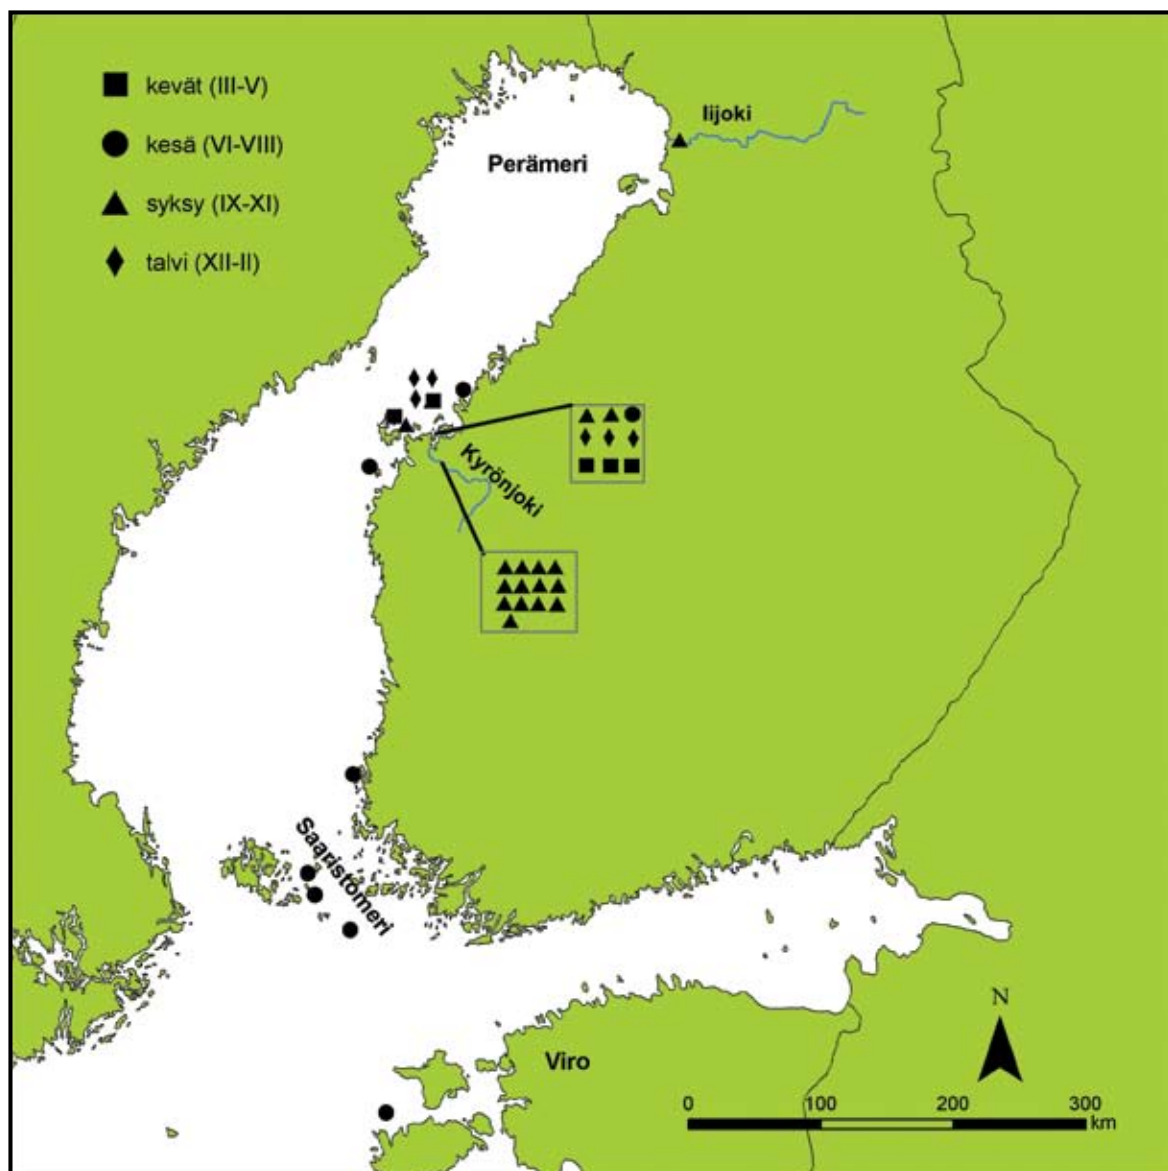 kevät (III-V)
kesä (VI-VIII)
syksy (IX-XI)
talvi (XII-II)
Iijoki
Perämeri
Kyrönjoki
Saaristomeri
Viro
N
0 100 200 300
km